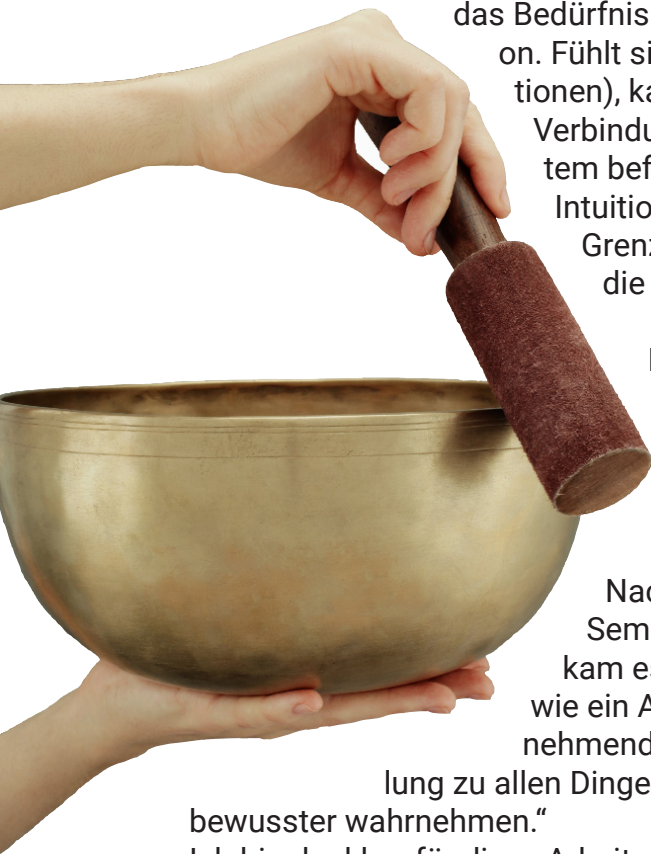 das Bedürfnis
on. Fühlt si
tionen), ka
Verbindu
tem bef
Intuitio
Grenz
die
Nac
Sem
kam es
wie ein A
nehmend
lung zu allen Dinge
bewusster wahrnehmen.“